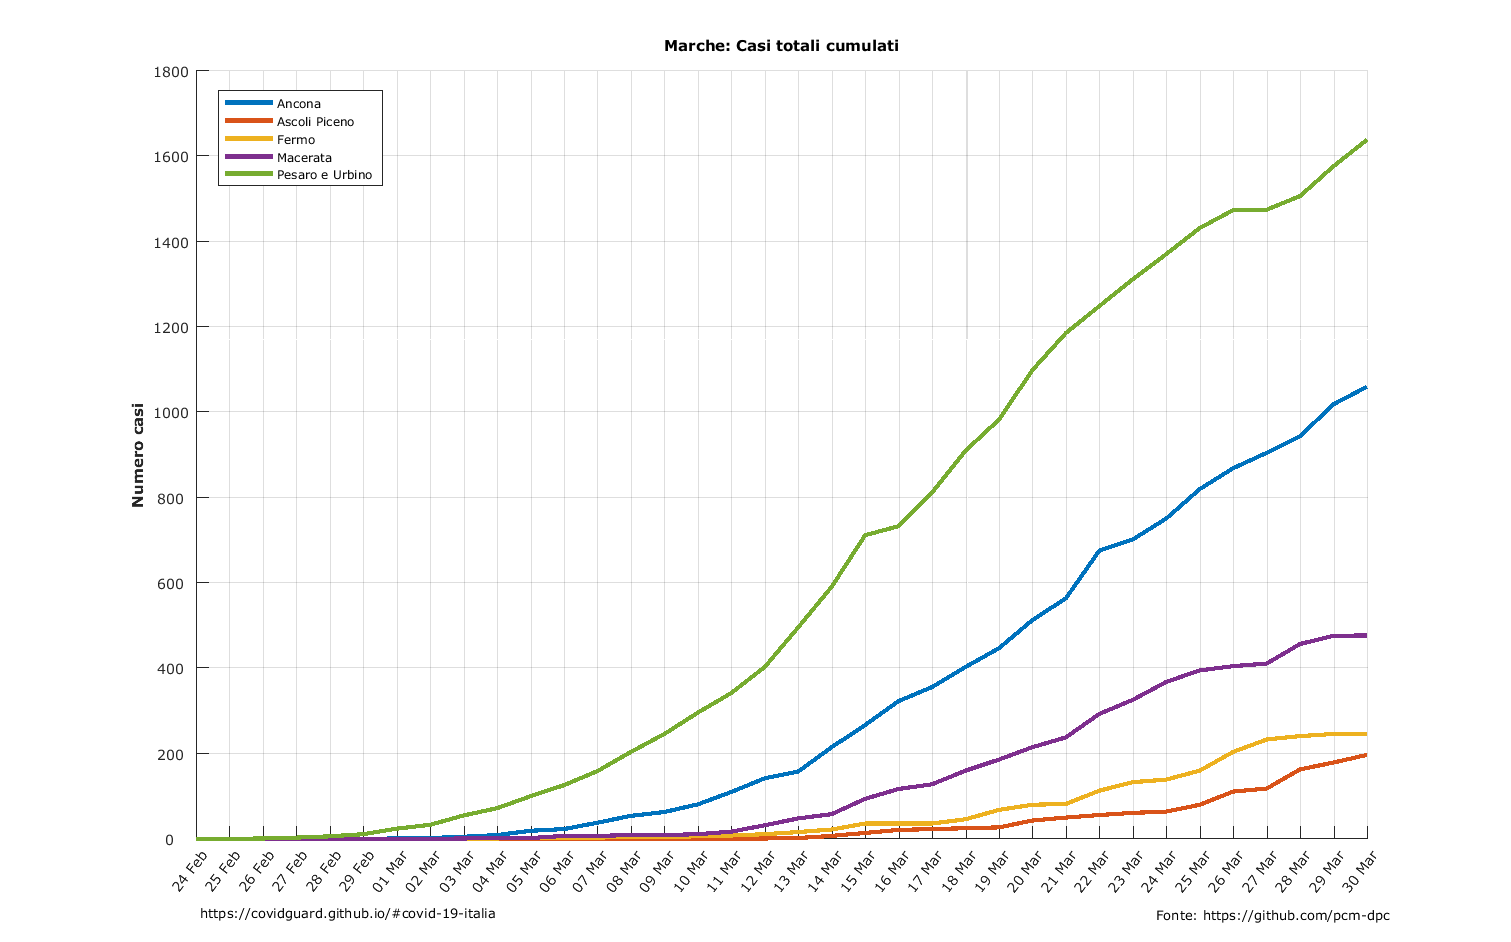 Marche: Casi totali cumulati
1800
1600
1400
1200
1000
800
600
400
200
0
Numero casi
Ancona
Ascoli Piceno
Fermo
Macerata
Pesaro e Urbino
24 Feb
25 Feb
26 Feb
27 Feb
28 Feb
29 Feb
01 Mar
02 Mar
03 Mar
04 Mar
05 Mar
06 Mar
07 Mar
08 Mar
09 Mar
10 Mar
11 Mar
12 Mar
13 Mar
14 Mar
15 Mar
16 Mar
17 Mar
18 Mar
19 Mar
20 Mar
21 Mar
22 Mar
23 Mar
24 Mar
25 Mar
26 Mar
27 Mar
28 Mar
29 Mar
30 Mar
https://covidguard.github.io/#covid-19-italia
Fonte: https://github.com/pcm-dpc